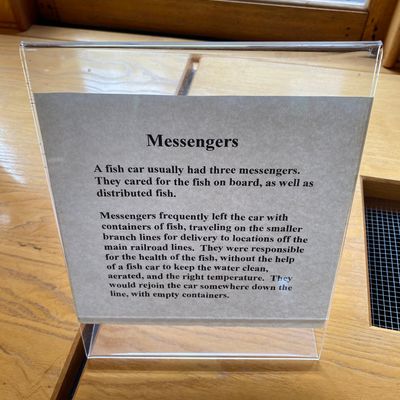 Messengers
A fish car usually had three messengers.
They cared for the fish on board, as well as
distributed fish.
Messengers frequently left the car with
containers of fish, traveling on the smaller
branch lines for delivery to locations off the
main railroad lines. They were responsible
for the health of the fish, without the help
of a fish car to keep the water clean,
aerated, and the right temperature. They
would rejoin the car somewhere down the
line, with empty containers.